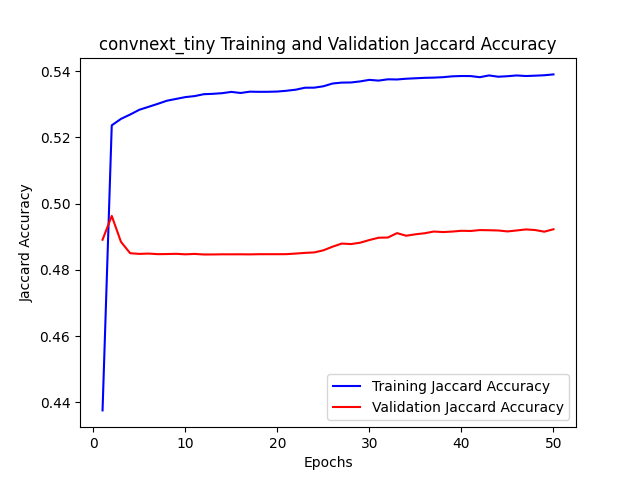 convnext_tiny Training and Validation Jaccard Accuracy
Jaccard Accuracy
0.54
0.52
0.50
0.48
0.46
0.44
Training Jaccard Accuracy
Validation Jaccard Accuracy
0
10
20
30
40
50
Epochs